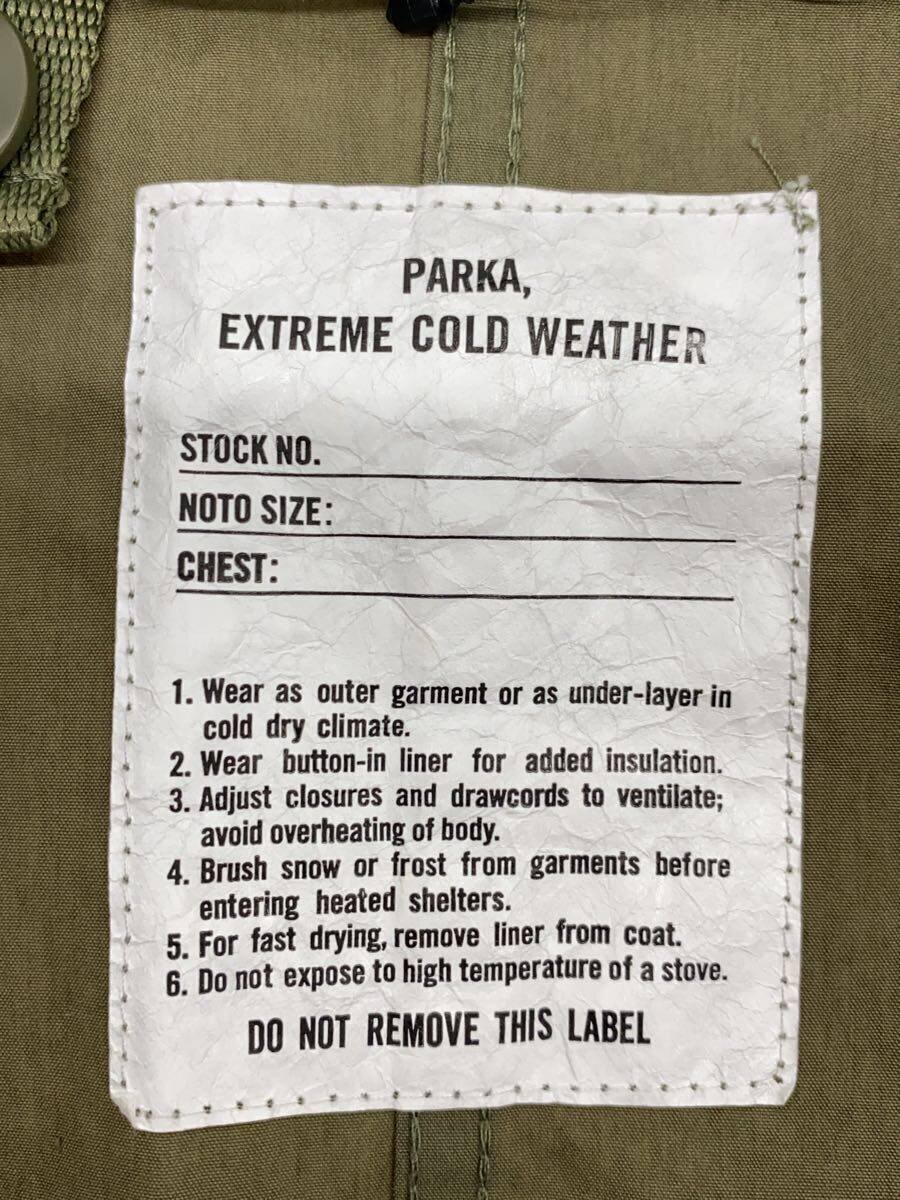 PARKA,
EXTREME COLD WEATHER
STOCK NO.
NOTO SIZE:
CHEST:
1. Wear as outer garment or as under-layer in
cold dry climate.
2. Wear button-in liner for added insulation.
3. Adjust closures and drawcords to ventilate;
avoid overheating of body.
4. Brush snow or frost from garments before
entering heated shelters.
5. For fast drying, remove liner from coat.
6. Do not expose to high temperature of a stove.
DO NOT REMOVE THIS LABEL